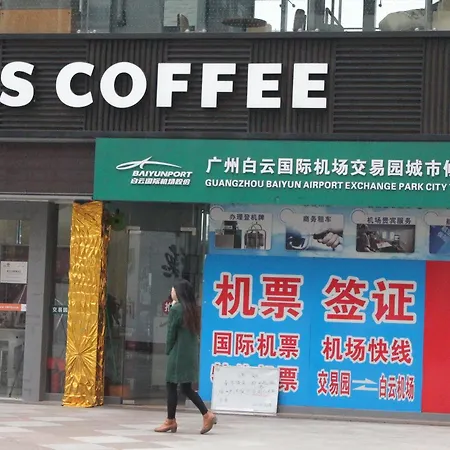 S COFFEE
BAIYUNPORT
白云国际机场股份
广州白云国际机场交易园城市候
GUANGZHOU BAIYUN AIRPORT EXCHANGE PARK CITY T
办理登机牌
商务租车
机场贵宾服务
机票 签证
国际机票 机场快线
机票 交易园 白云机场